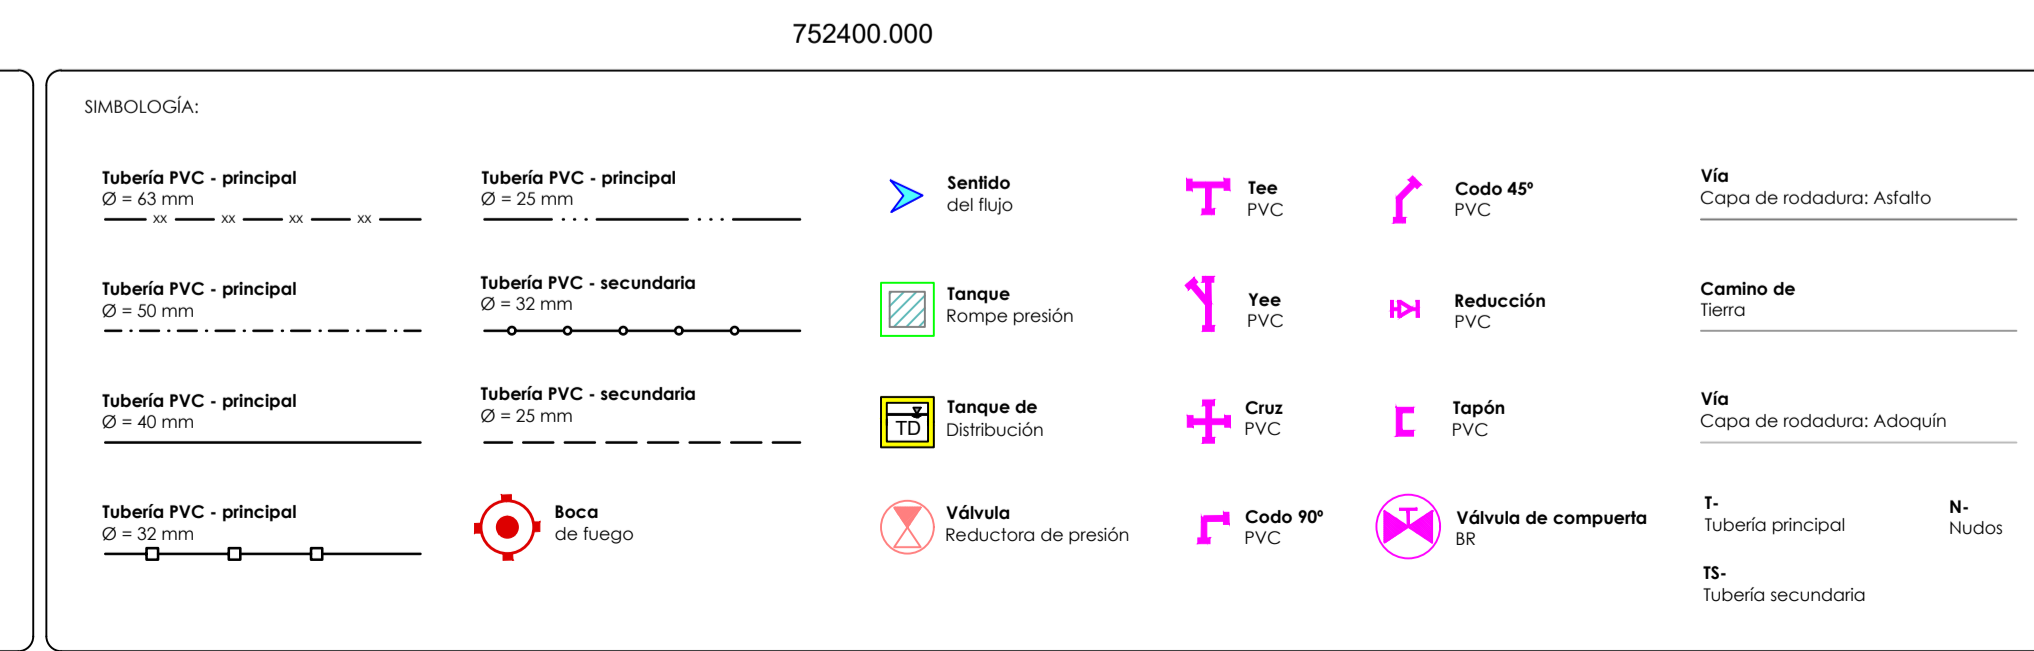 752400.000
SIMBOLOGÍA:
Tubería PVC - principal
Ø = 63 mm
xx xx xx xx
Tubería PVC - principal
Ø = 50 mm
Tubería PVC - principal
Ø = 40 mm
Tubería PVC - principal
Ø = 32 mm
Tubería PVC - principal
Ø = 25 mm
Tubería PVC - secundaria
Ø = 32 mm
Tubería PVC - secundaria
Ø = 25 mm
Boca
de fuego
Sentido
del flujo
Tanque
Rompe presión
TD
Tanque de
Distribución
Válvula
Reductora de presión
Tee
PVC
Yee
PVC
Cruz
PVC
Codo 90º
PVC
Codo 45º
PVC
Reducción
PVC
Tapón
PVC
Válvula de compuerta
BR
Vía
Capa de rodadura: Asfalto
Camino de
Tierra
Vía
Capa de rodadura: Adoquín
T-
Tubería principal
N-
Nudos
TS-
Tubería secundaria